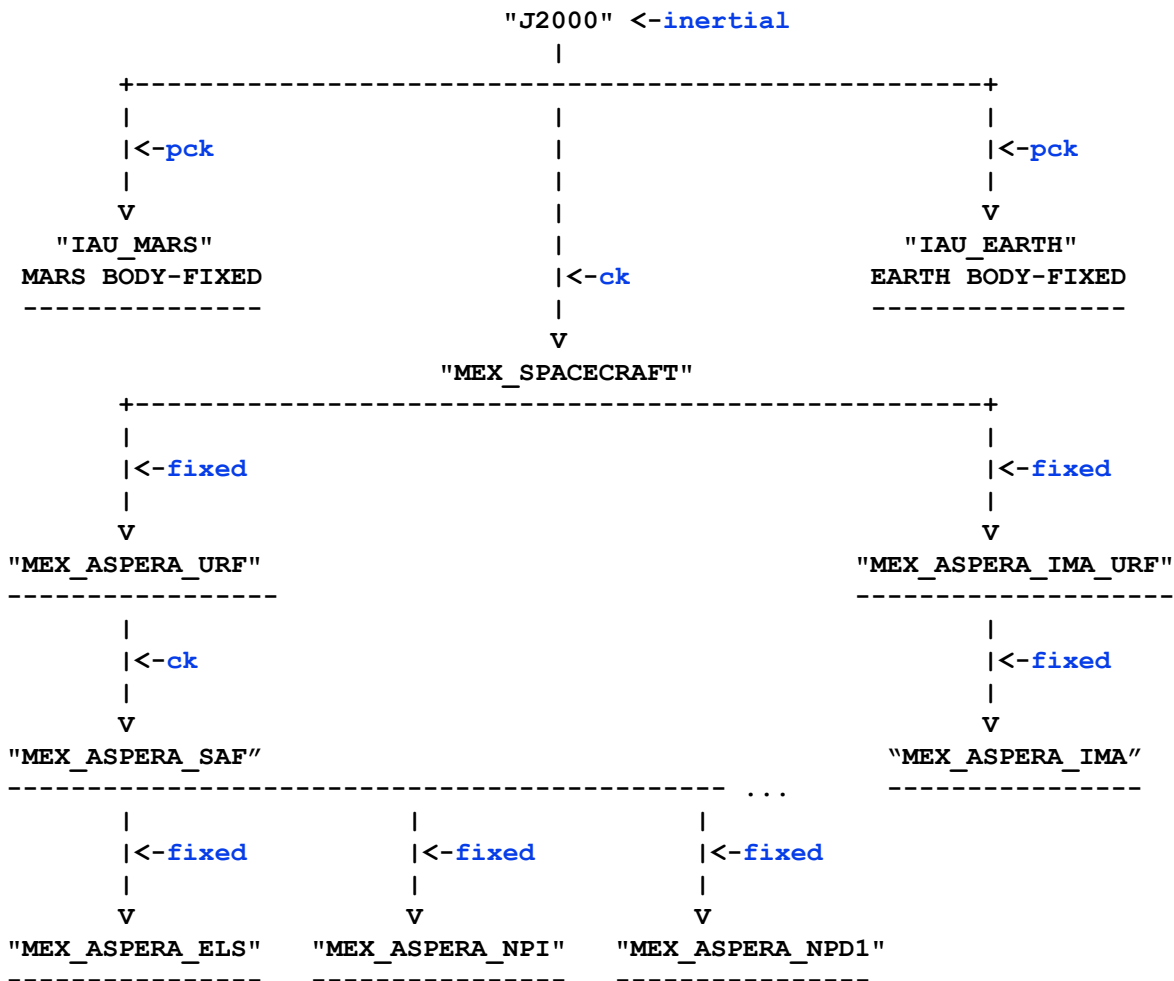 "J2000" <-inertial
|
+-----------------------------------------------------+
| | |
|<-pck | |<-pck
| | |
V | V
"IAU_MARS" | "IAU_EARTH"
MARS BODY-FIXED |<-ck EARTH BODY-FIXED
--------------- | ----------------
V
"MEX_SPACECRAFT"
+-----------------------------------------------------+
| |
|<-fixed |<-fixed
| |
V V
"MEX_ASPERA_URF" "MEX_ASPERA_IMA_URF"
----------------- --------------------
| |
|<-ck |<-fixed
| |
V V
"MEX_ASPERA_SAF” “MEX_ASPERA_IMA”
--------------------------------------------- ... ----------------
| | |
|<-fixed |<-fixed |<-fixed
| | |
V V V
"MEX_ASPERA_ELS" "MEX_ASPERA_NPI" "MEX_ASPERA_NPD1"
---------------- ---------------- ----------------